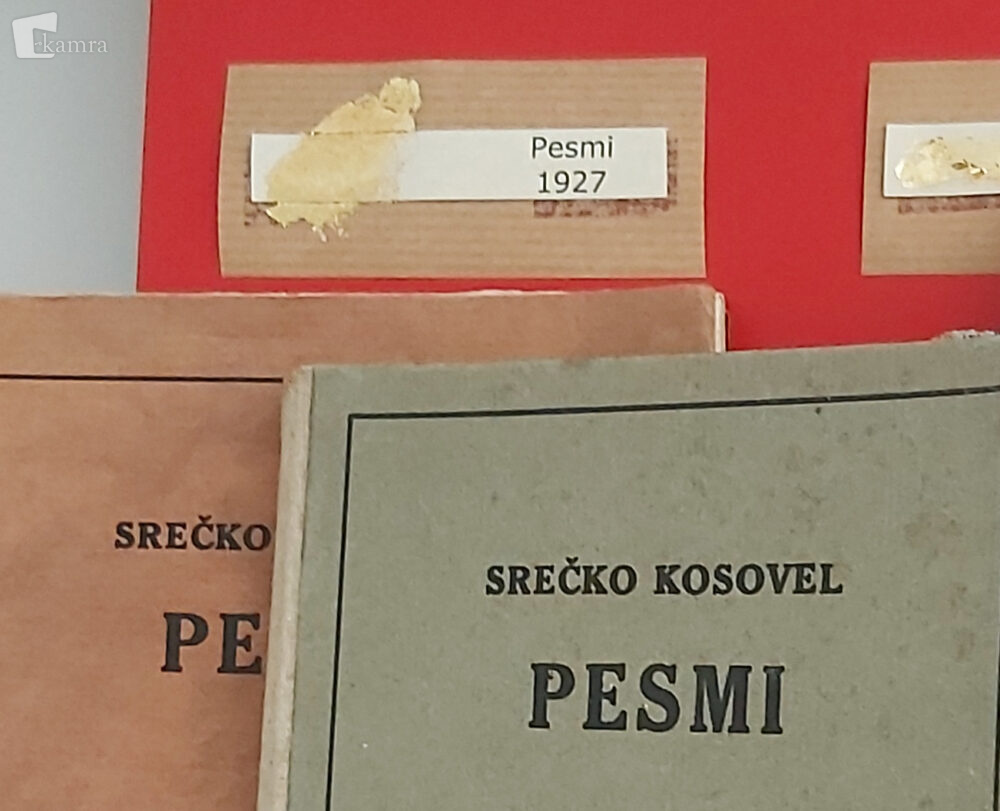 kamra
Pesmi
1927
SREČKO
PE
SREČKO KOSOVEL
PESMI